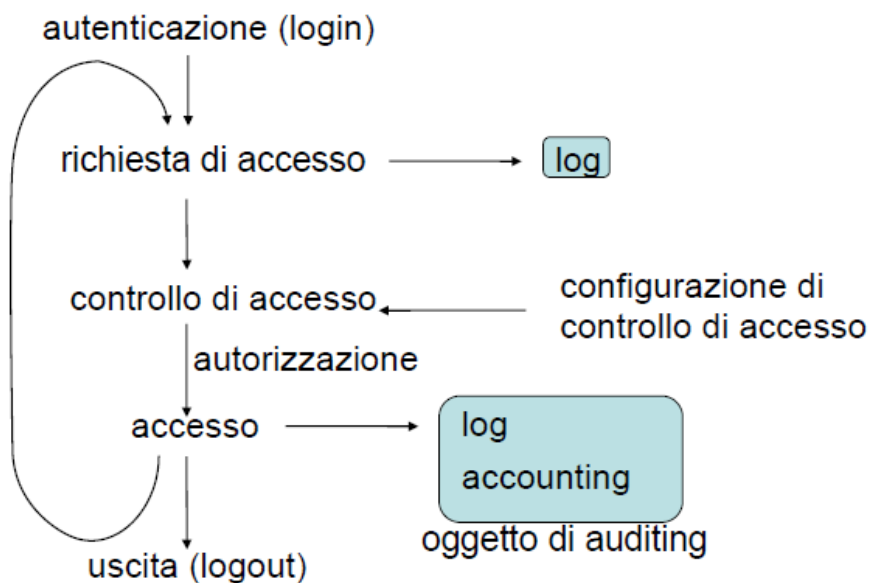 autenticazione (login)
richiesta di accesso
log
controllo di accesso
configurazione di
controllo di accesso
autorizzazione
accesso
log
accounting
oggetto di auditing
uscita (logout)